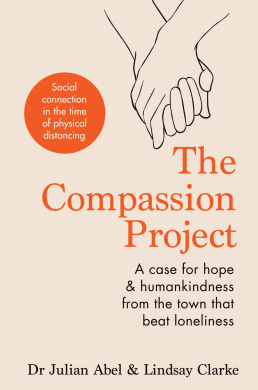 Social
connection
in the time
of physical
distancing
The
Compassion
Project
A case for hope
& humankindness
from the town that
beat loneliness
Dr Julian Abel & Lindsay Clarke